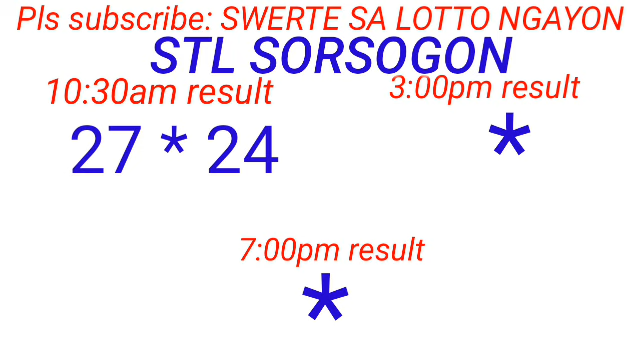 Pls subscribe: SWERTE SA LOTTO NGAYON
STL SORSOGON
10:30am result
27 * 24
3:00pm result
*
7:00pm result
*